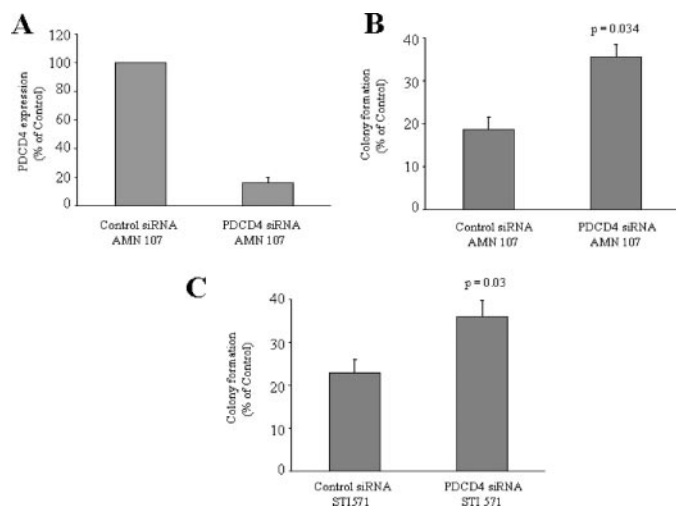 A
PDCD4 expression
(% of Control)
120
100
80
60
40
20
0
Control siRNA
AMN 107
PDCD4 siRNA
AMN 107
B
p = 0.034
Colony formation
(% of Control)
40
30
20
10
0
Control siRNA
AMN 107
PDCD4 siRNA
AMN 107
C
p = 0.03
Colony formation
(% of Control)
40
30
20
10
0
Control siRNA
STI571
PDCD4 siRNA
STI 571